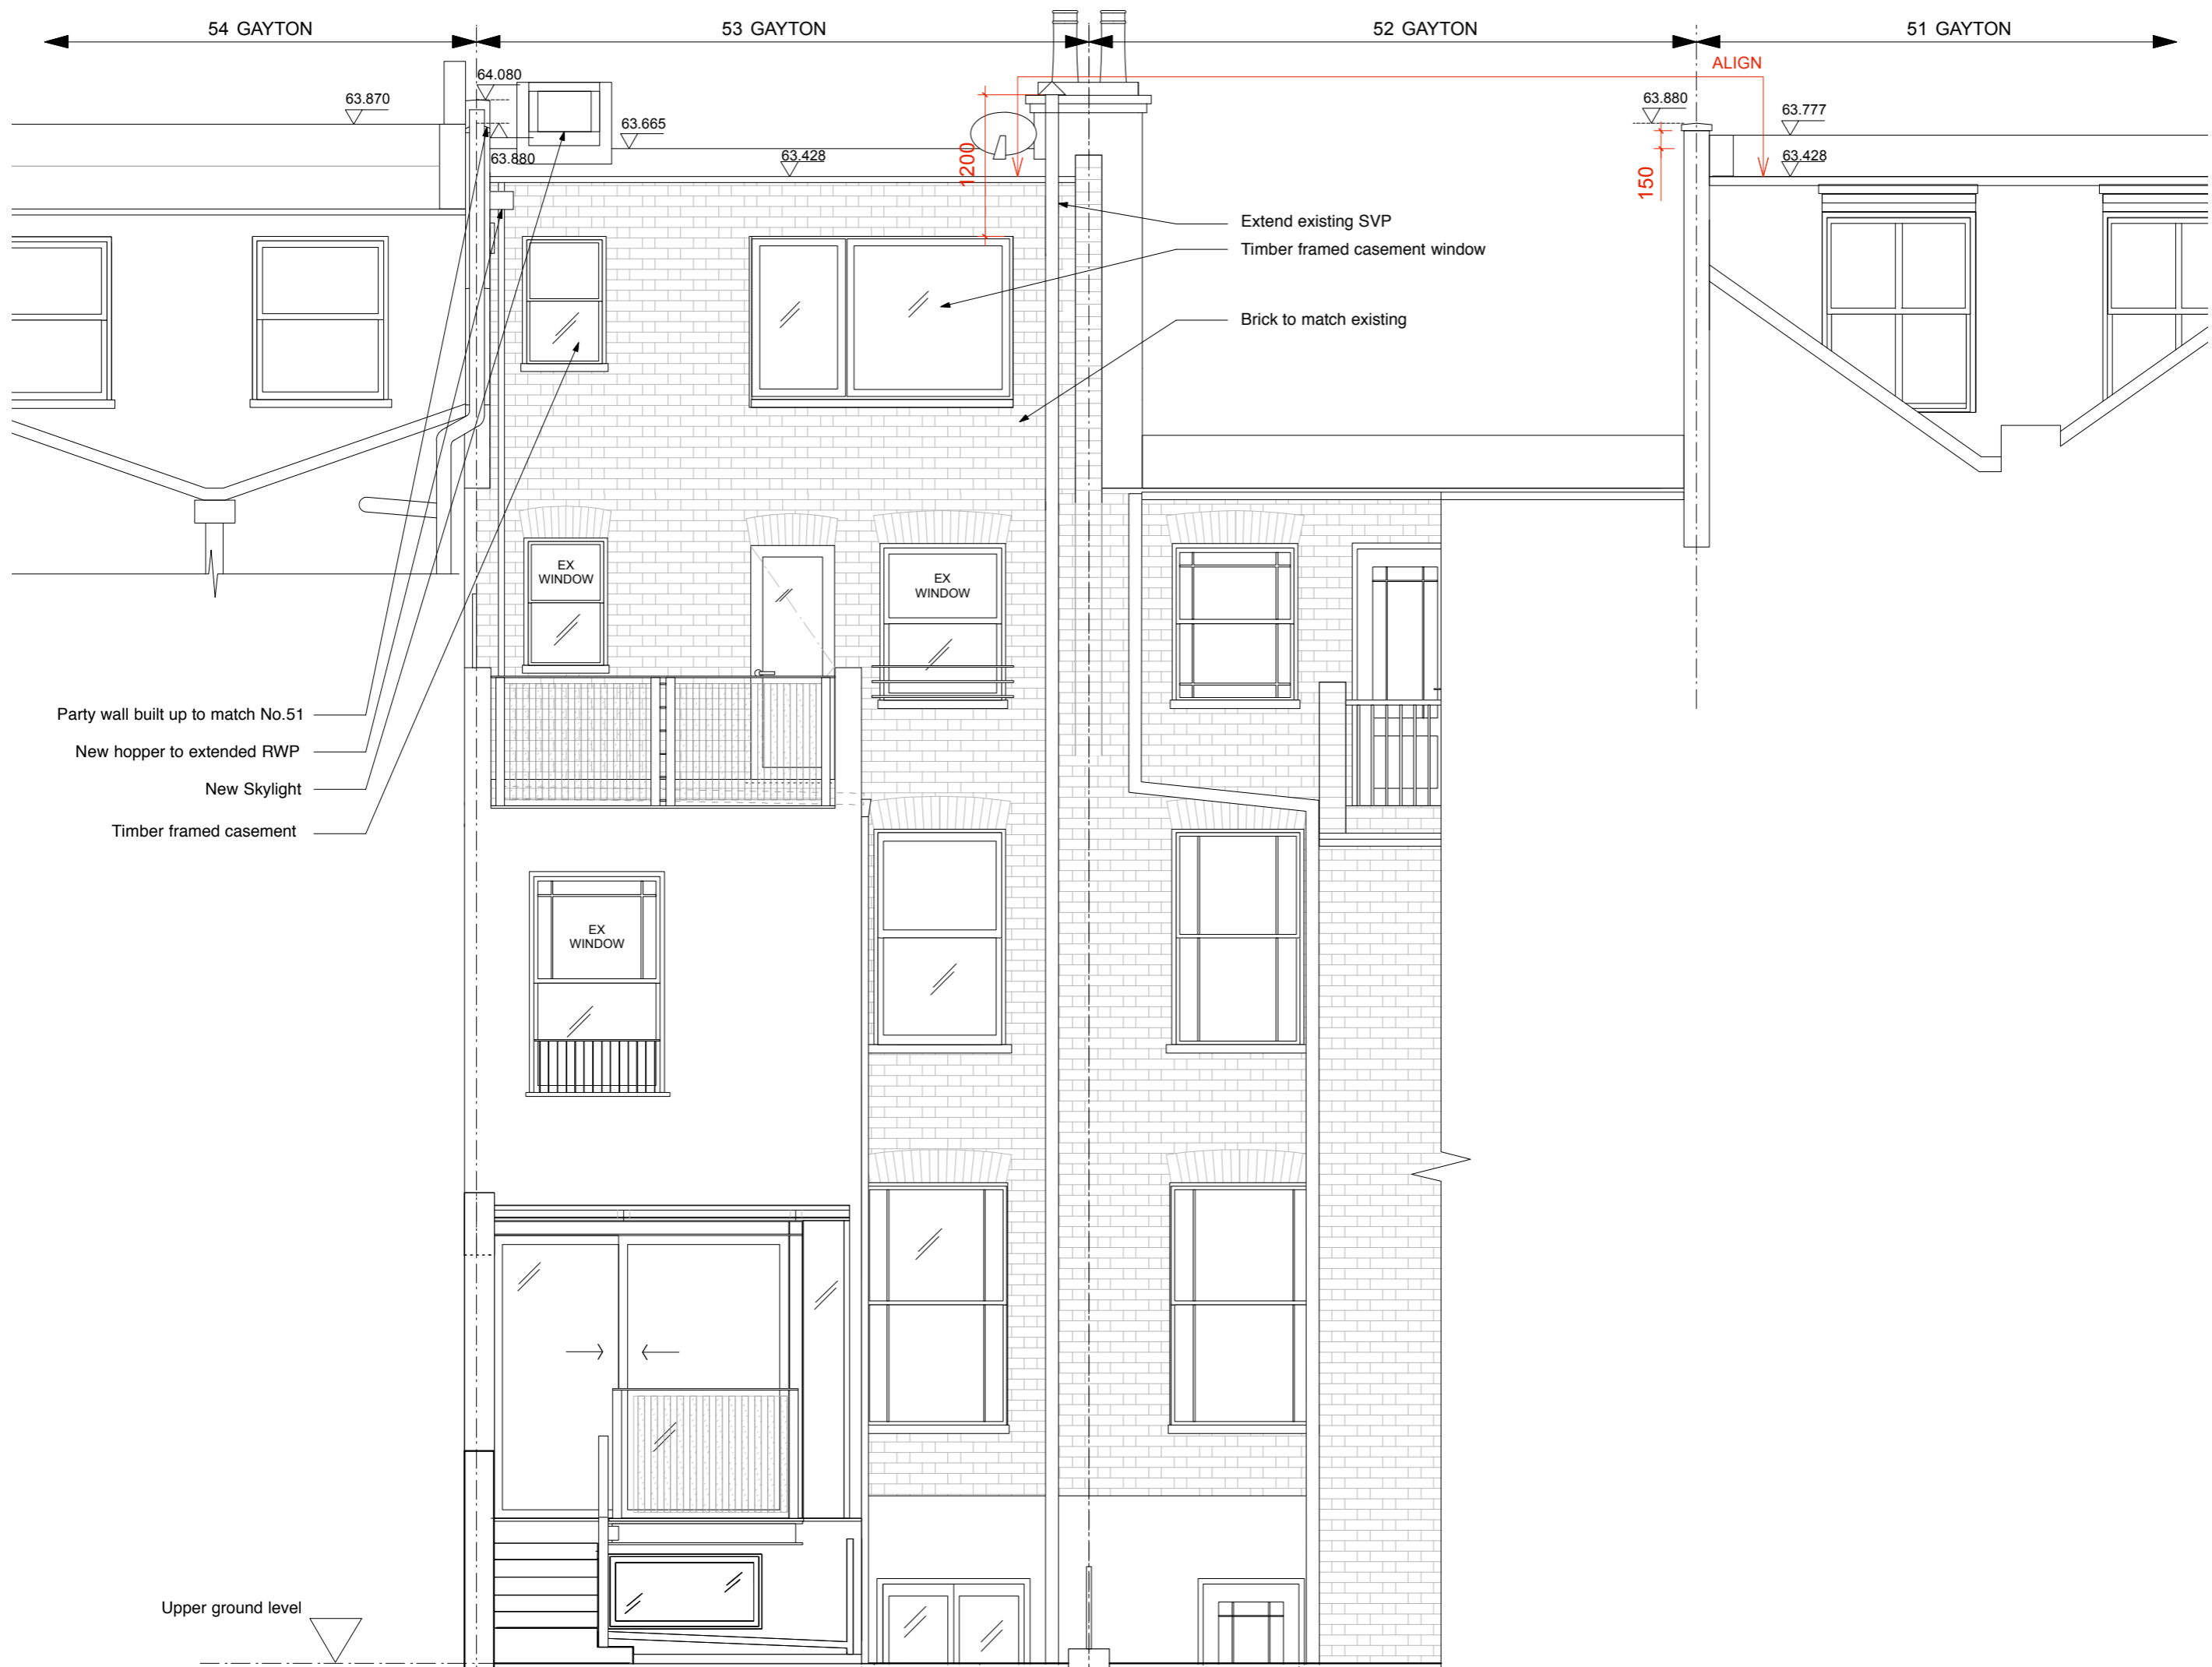 54 GAYTON
53 GAYTON
52 GAYTON
51 GAYTON
ALIGN
64.080
63.870
63.880
63.665
63.428
1200
63.880
63.777
63.428
150
Extend existing SVP
Timber framed casement window
Brick to match existing
EX
WINDOW
EX
WINDOW
Party wall built up to match No.51
New hopper to extended RWP
New Skylight
Timber framed casement
EX
WINDOW
Upper ground level